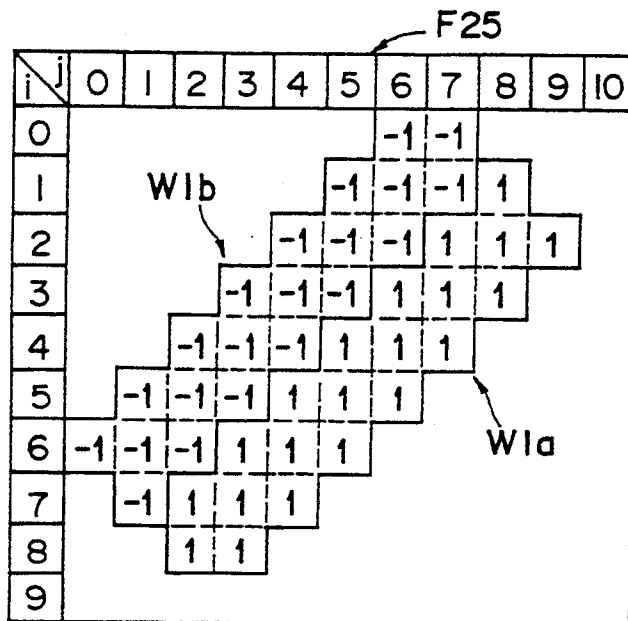 F25
i j 0 1 2 3 4 5 6 7 8 9 10
0 -1 -1
1 W1b -1 -1 -1 1
2 -1 -1 -1 1 1 1
3 -1 -1 -1 1 1 1
4 -1 -1 -1 1 1 1
5 -1 -1 -1 1 1 1
6 -1 -1 -1 1 1 1 W1a
7 -1 1 1 1
8 1 1
9